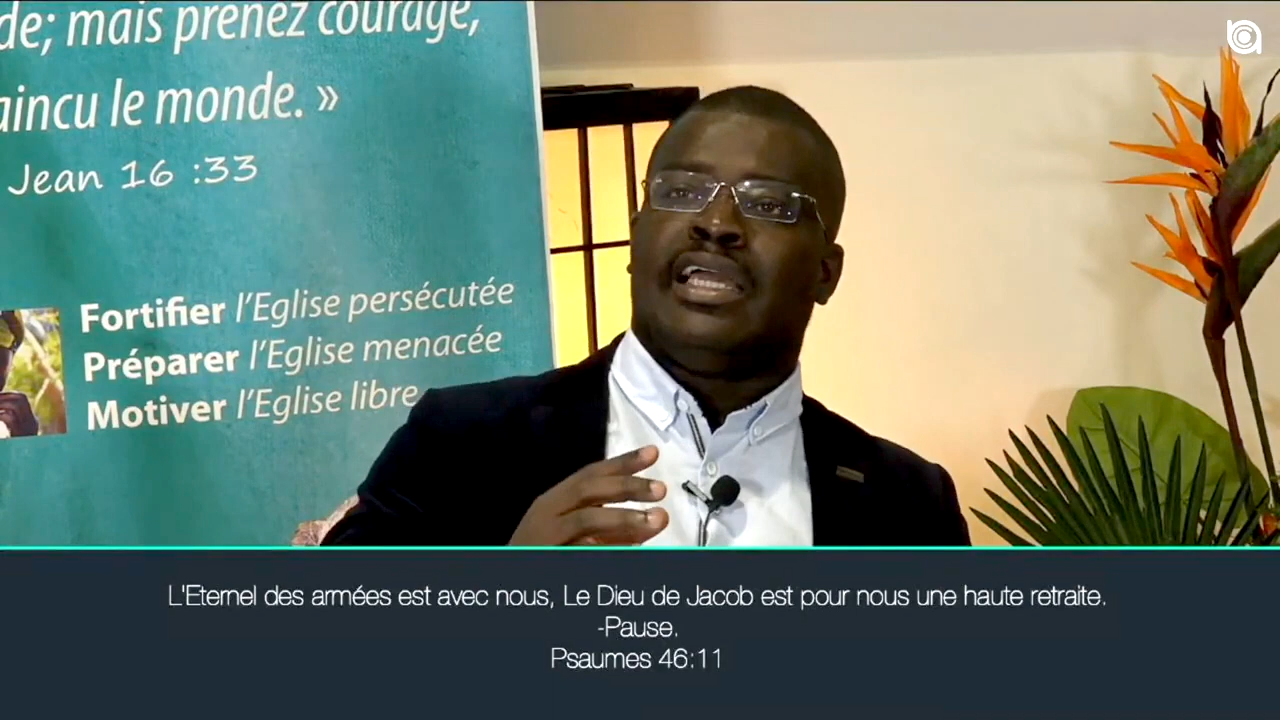 de; mais prenez courage,
aincu le monde. »
Jean 16 :33
Fortifier l'Eglise persécutée
Préparer l'Eglise menacée
Motiver l'Eglise libre
L'Eternel des armées est avec nous, Le Dieu de Jacob est pour nous une haute retraite.
-Pause.
Psaumes 46:11